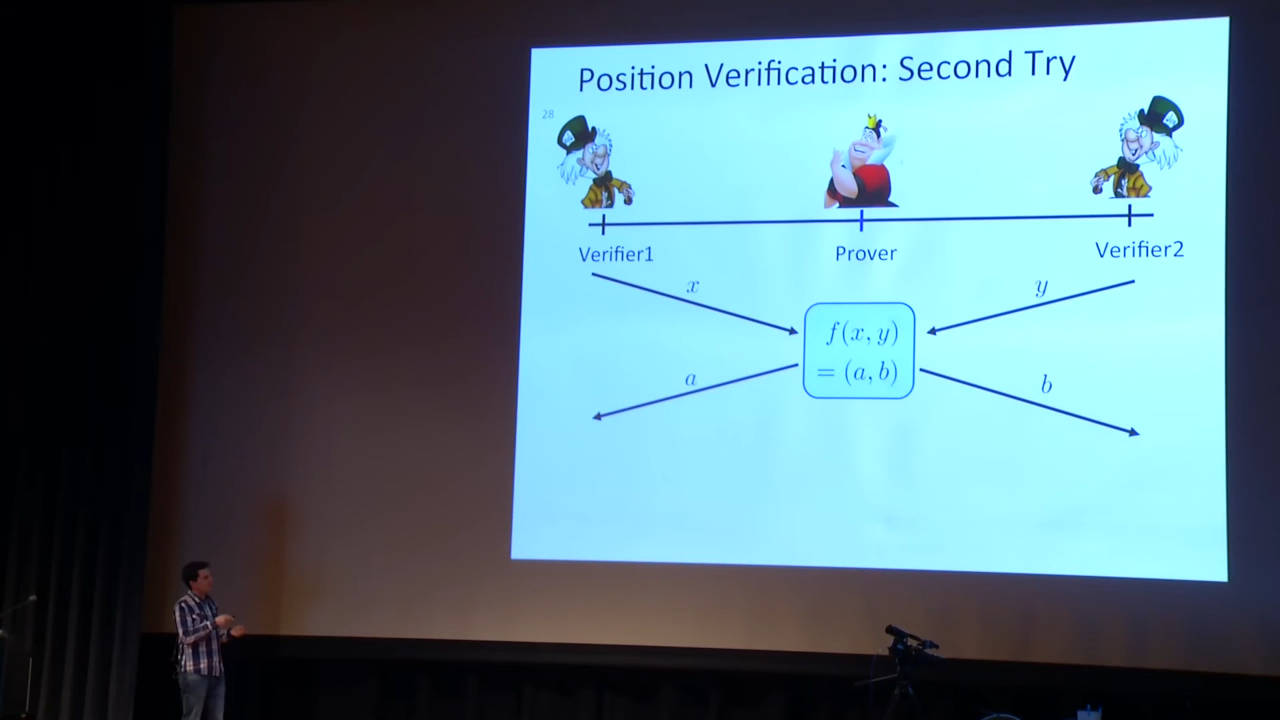 Position Verification: Second Try
28
Verifier1
Prover
Verifier2
x
y
f(x, y)
= (a, b)
a
b